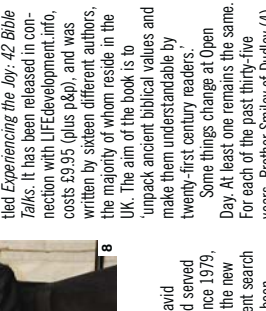 8
avid
d served
nce 1979,
the new
ent search
been
tled Experiencing the Joy: 42 Bible
Talks. It has been released in con-
nection with LIFEdevelopment.info,
costs £9.95 (plus p&p), and was
written by sixteen different authors,
the majority of whom reside in the
UK. The aim of the book is to
‘unpack ancient biblical values and
make them understandable by
twenty-first century readers.’
Some things change at Open
Day. At least one remains the same.
For each of the past thirty-five
years, Brother Smiley of Dudley (A)